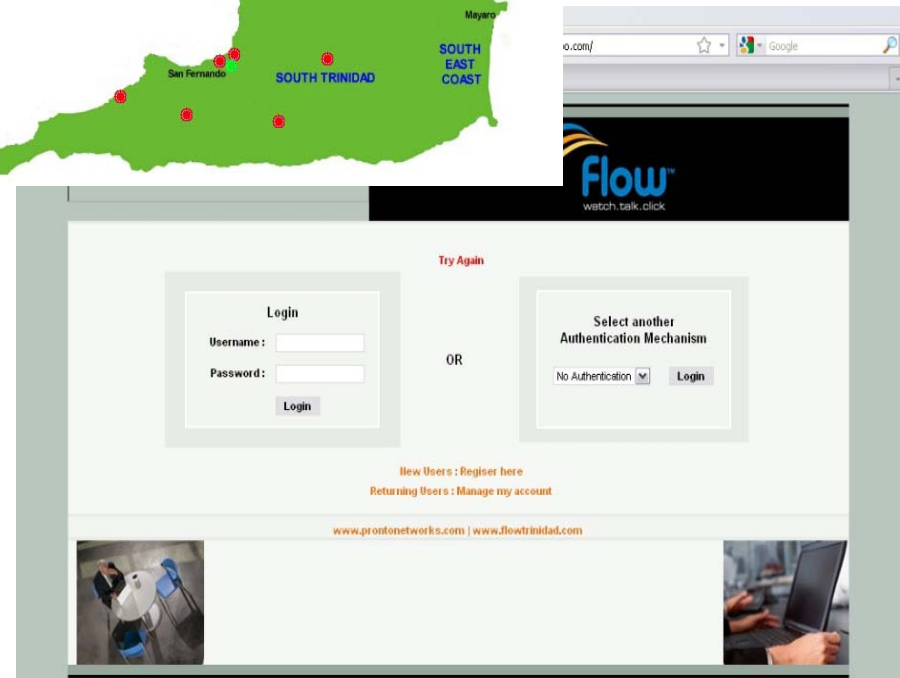 Mayaro
SOUTH
EAST
COAST
San Fernando
SOUTH TRINIDAD
o.com/
Google
Flow™
watch.talk.click
Try Again
Login
Username :
Password :
Login
OR
Select another
Authentication Mechanism
No Authentication
Login
New Users : Regiser here
Returning Users : Manage my account
www.prontonetworks.com | www.flowtrinidad.com